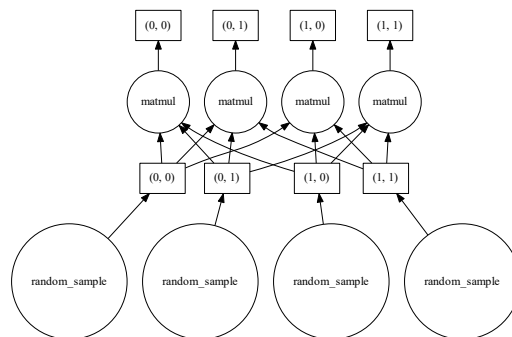 (0, 0) (0, 1) (1, 0) (1, 1)
matmul matmul matmul matmul
(0, 0) (0, 1) (1, 0) (1, 1)
random_sample random_sample random_sample random_sample